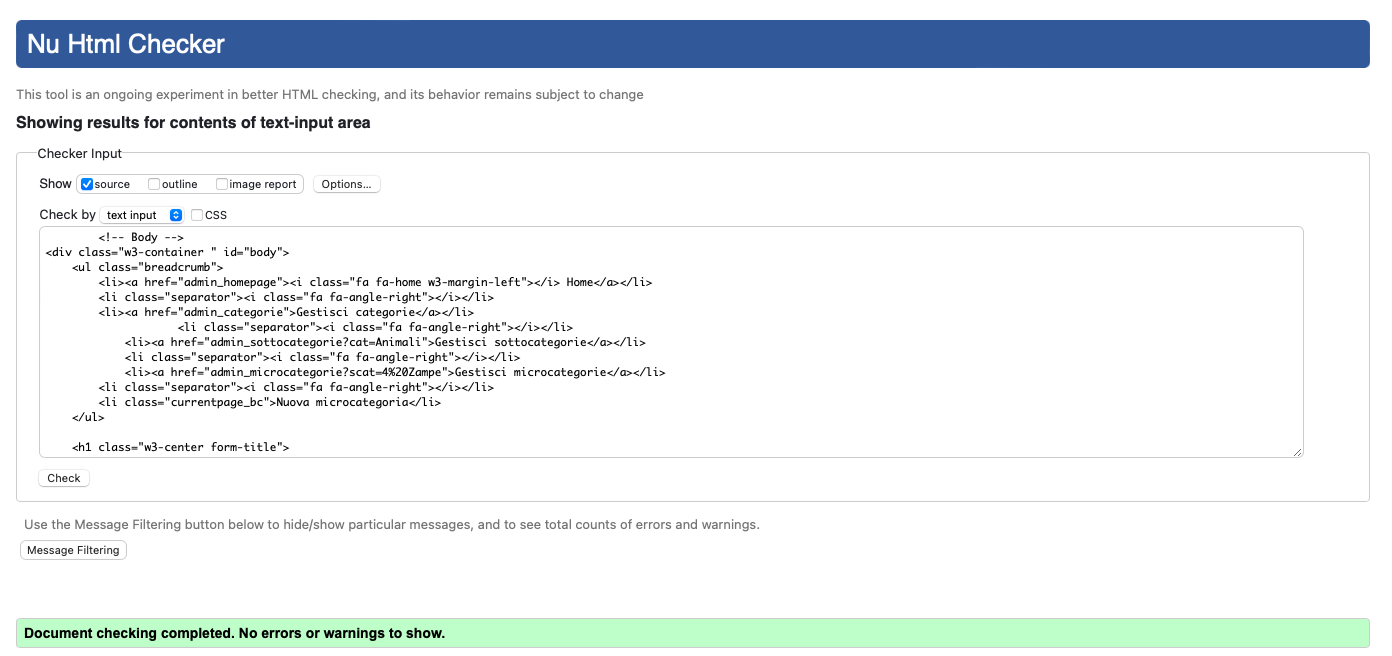 Nu Html Checker
This tool is an ongoing experiment in better HTML checking, and its behavior remains subject to change
Showing results for contents of text-input area
Checker Input
Show source outline image report Options...
Check by text input CSS
<!-- Body -->
<div class="w3-container " id="body">
<ul class="breadcrumb">
<li><a href="admin_homepage"><i class="fa fa-home w3-margin-left"></i> Home</a></li>
<li class="separator"><i class="fa fa-angle-right"></i></li>
<li><a href="admin_categorie">Gestisci categorie</a></li>
<li class="separator"><i class="fa fa-angle-right"></i></li>
<li><a href="admin_sottocategorie?cat=Animali">Gestisci sottocategorie</a></li>
<li class="separator"><i class="fa fa-angle-right"></i></li>
<li><a href="admin_microcategorie?scat=4%20Zampe">Gestisci microcategorie</a></li>
<li class="separator"><i class="fa fa-angle-right"></i></li>
<li class="currentpage_bc">Nuova microcategoria</li>
</ul>
<h1 class="w3-center form-title">
Check
Use the Message Filtering button below to hide/show particular messages, and to see total counts of errors and warnings.
Message Filtering
Document checking completed. No errors or warnings to show.